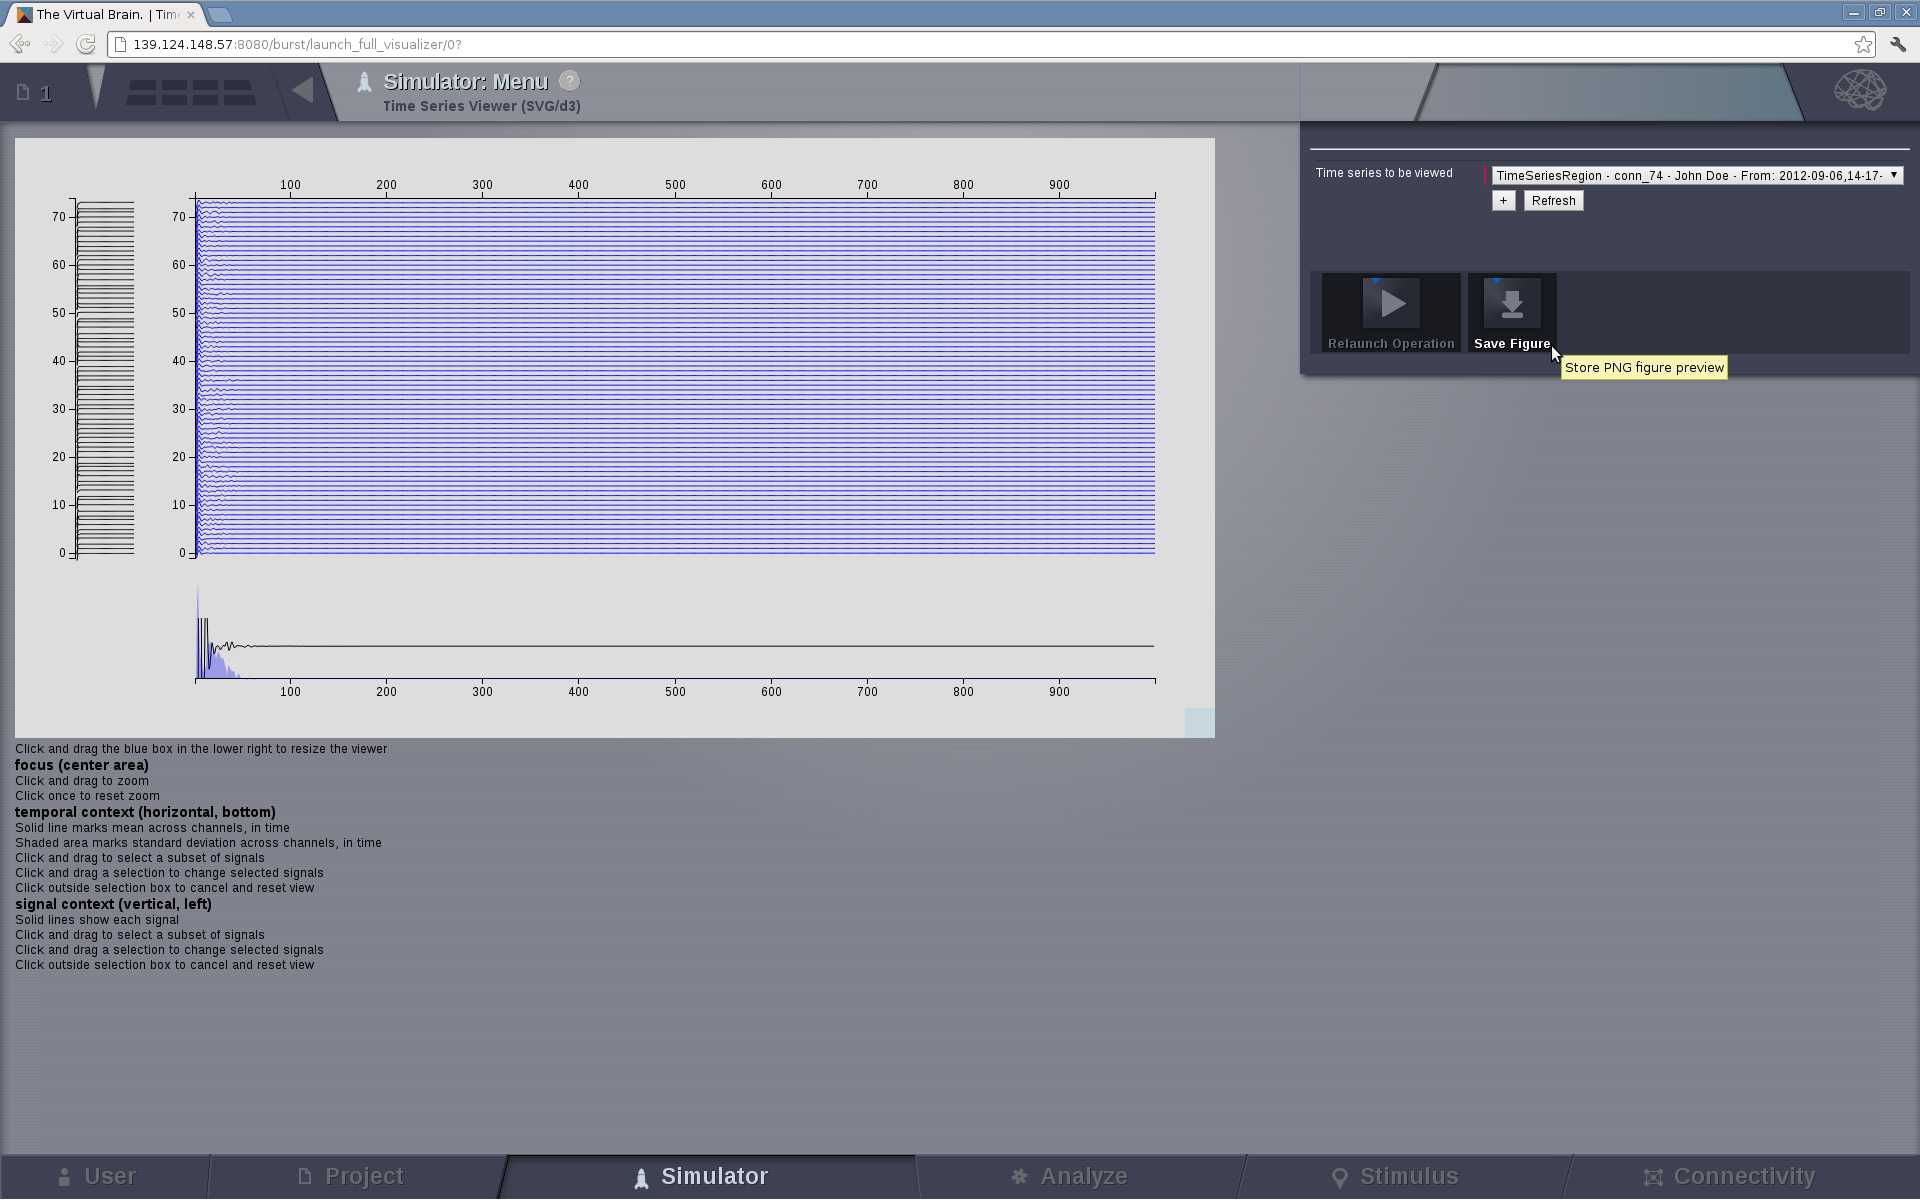 The Virtual Brain. | Tim
139.124.148.57:8080/burst/launch_full_visualizer/0?
1
Simulator: Menu ?
Time Series Viewer (SVG/d3)
Time series to be viewed
TimeSeriesRegion - conn_74 - John Doe - From: 2012-09-06,14-17-
+ Refresh
Relaunch Operation
Save Figure
Store PNG figure preview
100 200 300 400 500 600 700 800 900
70 70
60 60
50 50
40 40
30 30
20 20
10 10
0 0
100 200 300 400 500 600 700 800 900
Click and drag the blue box in the lower right to resize the viewer
focus (center area)
Click and drag to zoom
Click once to reset zoom
temporal context (horizontal, bottom)
Solid line marks mean across channels, in time
Shaded area marks standard deviation across channels, in time
Click and drag to select a subset of signals
Click and drag a selection to change selected signals
Click outside selection box to cancel and reset view
signal context (vertical, left)
Solid lines show each signal
Click and drag to select a subset of signals
Click and drag a selection to change selected signals
Click outside selection box to cancel and reset view
User Project Simulator Analyze Stimulus Connectivity